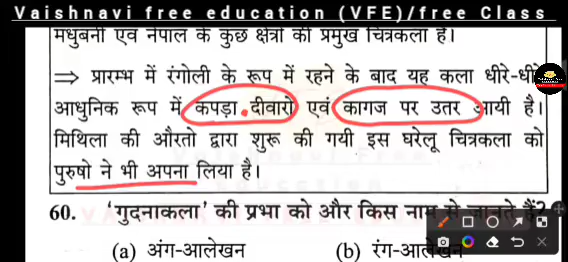 Vaishnavi free education (VFE)/free Class
मधुबनी एवं नेपाल के कुछ क्षेत्रों की प्रमुख चित्रकला है।
⇒ प्रारम्भ में रंगोली के रूप में रहने के बाद यह कला धीरे-धीरे
आधुनिक रूप में कपड़ा दीवारो एवं कागज पर उतर आयी है।
मिथिला की औरतो द्वारा शुरू की गयी इस घरेलू चित्रकला को
पुरुषो ने भी अपना लिया है।
60. 'गुदनाकला' की प्रभा को और किस नाम से जानते हैं?
(a) अंग-आलेखन (b) रंग-आलेखन